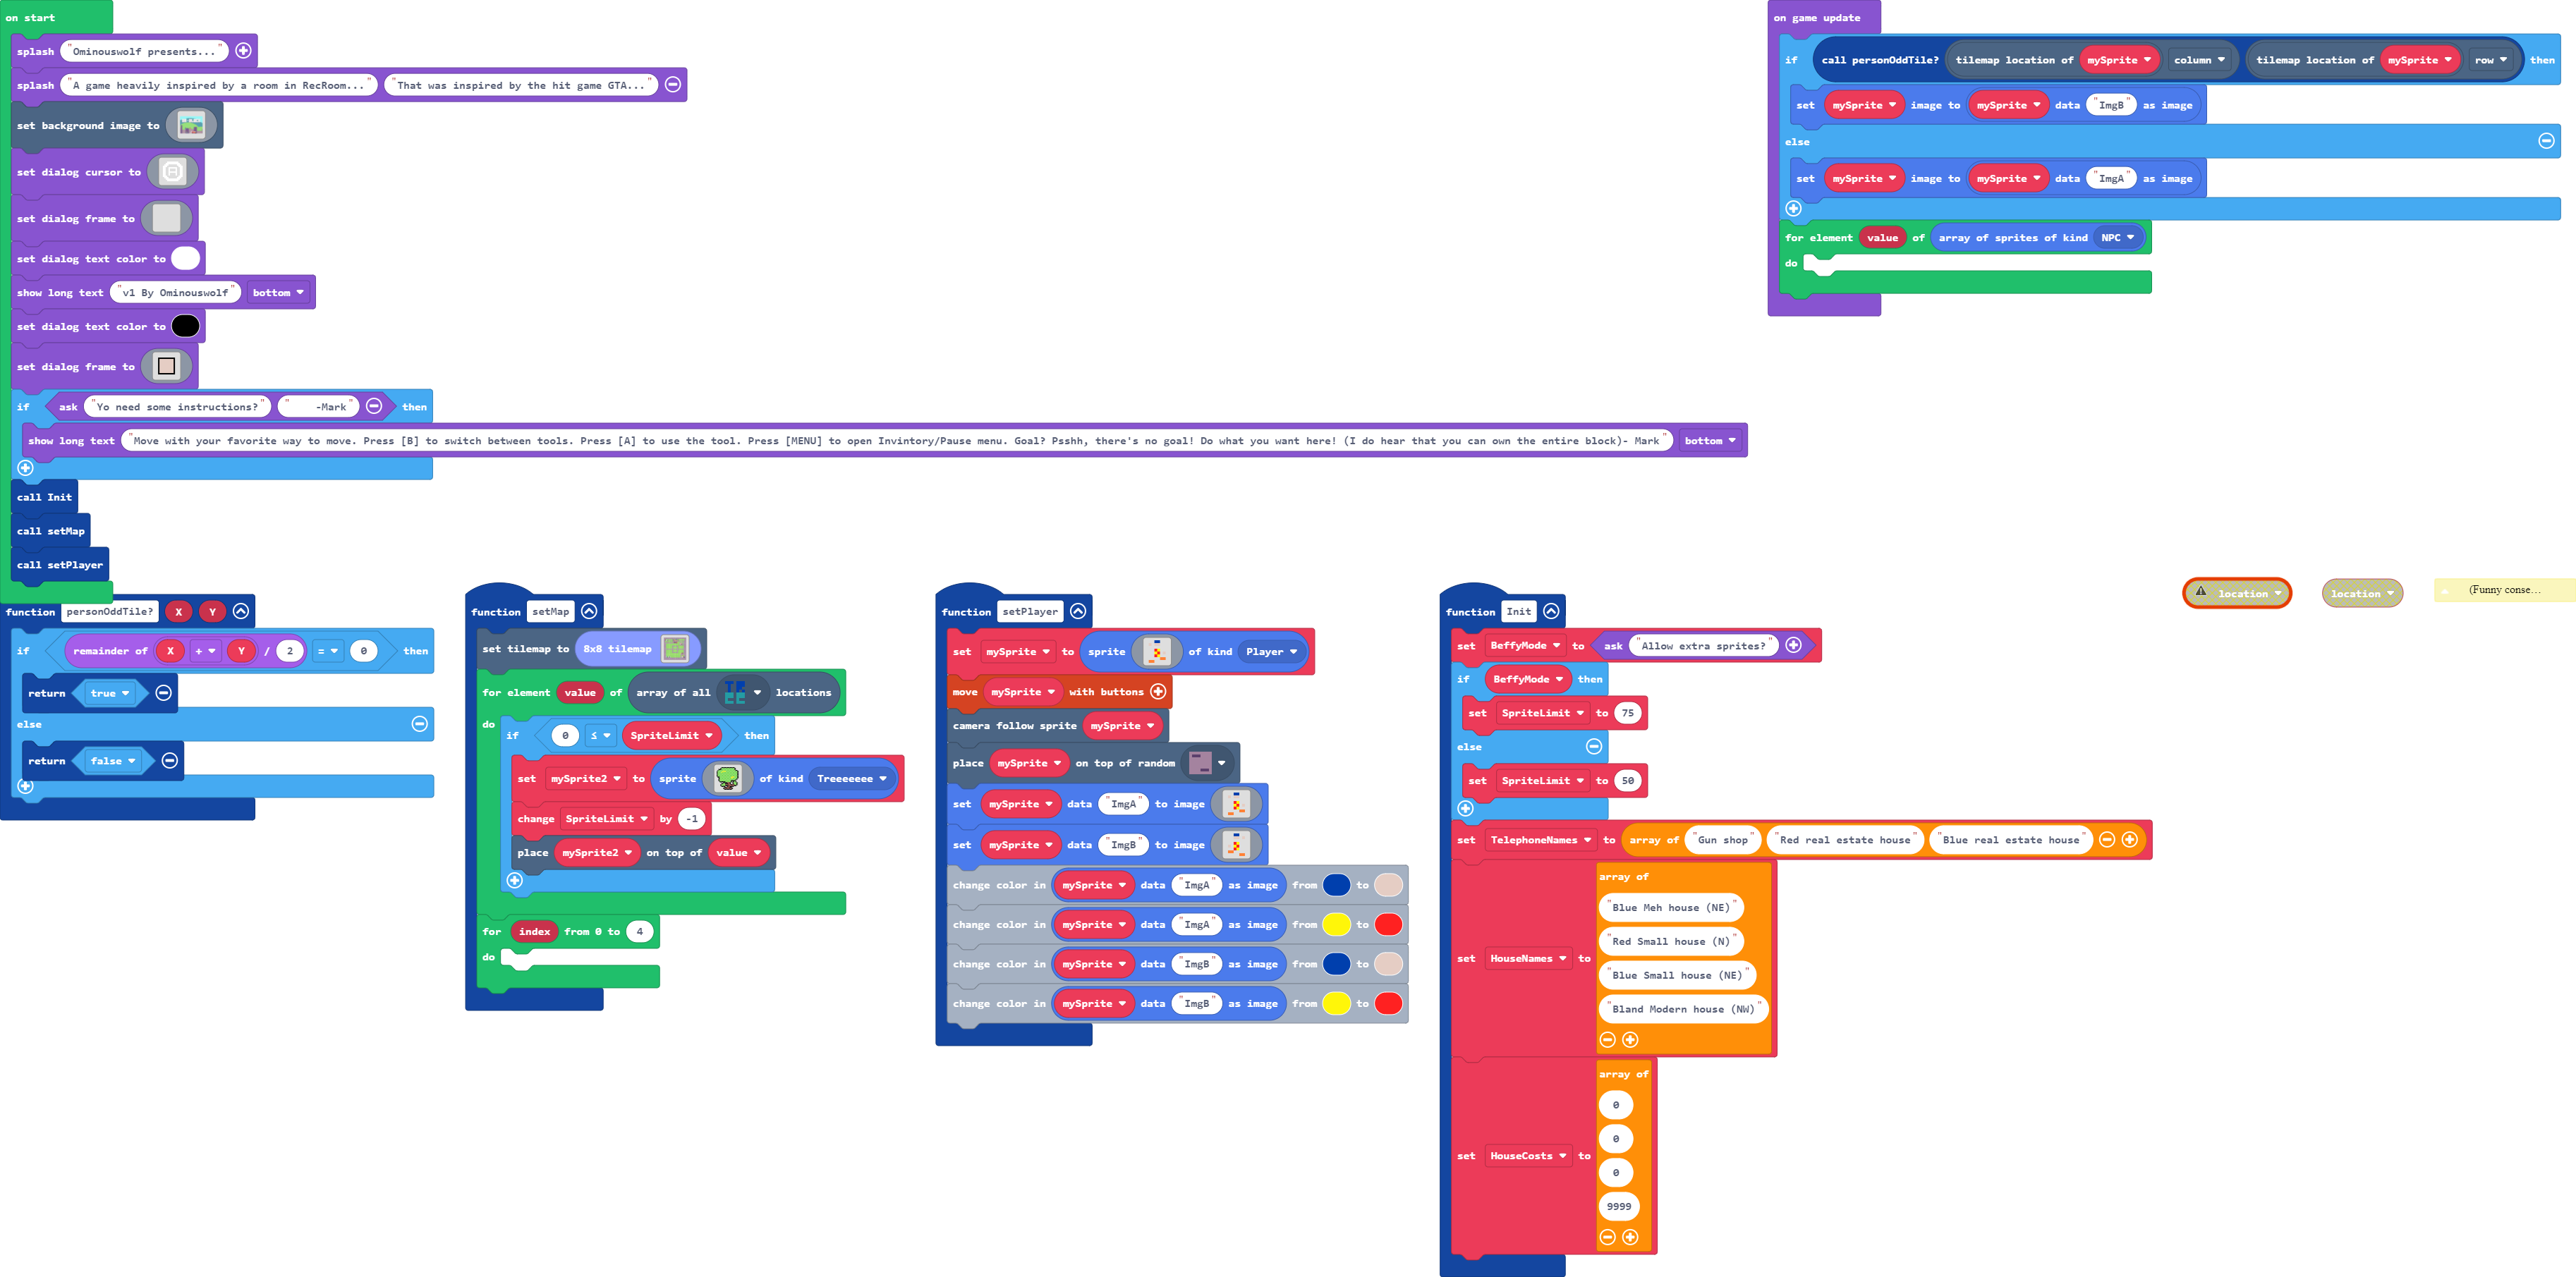 on start
splash "Ominouswolf presents..."
splash "A game heavily inspired by a room in RecRoom..." "That was inspired by the hit game GTA..."
set background image to
set dialog cursor to
set dialog frame to
set dialog text color to
show long text "v1 By Ominouswolf" bottom
set dialog text color to
set dialog frame to
if ask "Yo need some instructions?" " -Mark" then
show long text "Move with your favorite way to move. Press [B] to switch between tools. Press [A] to use the tool. Press [MENU] to open Invintory/Pause menu. Goal? Psshh, there's no goal! Do what you want here! (I do hear that you can own the entire block)- Mark" bottom
call Init
call setMap
call setPlayer
on game update
if call personOddTile? tilemap location of mySprite column tilemap location of mySprite row then
set mySprite image to mySprite data "ImgB" as image
else
set mySprite image to mySprite data "ImgA" as image
for element value of array of sprites of kind NPC
do
function personOddTile? X Y
if remainder of X + Y / 2 = 0 then
return true
else
return false
function setMap
set tilemap to 8x8 tilemap
for element value of array of all locations
do
if 0 ≤ SpriteLimit then
set mySprite2 to sprite of kind Treeeeeee
change SpriteLimit by -1
place mySprite2 on top of value
for index from 0 to 4
do
function setPlayer
set mySprite to sprite of kind Player
move mySprite with buttons
camera follow sprite mySprite
place mySprite on top of random
set mySprite data "ImgA" to image
set mySprite data "ImgB" to image
change color in mySprite data "ImgA" as image from to
change color in mySprite data "ImgA" as image from to
change color in mySprite data "ImgB" as image from to
change color in mySprite data "ImgB" as image from to
function Init
set BeffyMode to ask "Allow extra sprites?"
if BeffyMode then
set SpriteLimit to 75
else
set SpriteLimit to 50
set TelephoneNames to array of "Gun shop" "Red real estate house" "Blue real estate house"
set HouseNames to array of
"Blue Meh house (NE)"
"Red Small house (N)"
"Blue Small house (NE)"
"Bland Modern house (NW)"
set HouseCosts to array of
0
0
0
9999
location
location
(Funny conse...